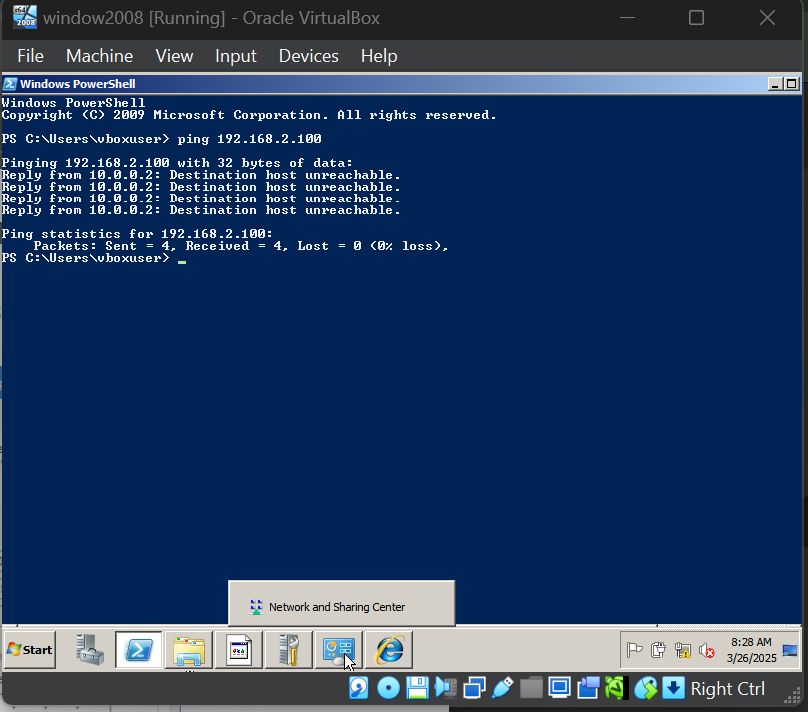 window2008 [Running] - Oracle VirtualBox
File Machine View Input Devices Help
Windows PowerShell
Windows PowerShell
Copyright (C) 2009 Microsoft Corporation. All rights reserved.
PS C:\Users\vboxuser> ping 192.168.2.100
Pinging 192.168.2.100 with 32 bytes of data:
Reply from 10.0.0.2: Destination host unreachable.
Reply from 10.0.0.2: Destination host unreachable.
Reply from 10.0.0.2: Destination host unreachable.
Reply from 10.0.0.2: Destination host unreachable.
Ping statistics for 192.168.2.100:
Packets: Sent = 4, Received = 4, Lost = 0 (0% loss),
PS C:\Users\vboxuser>
Network and Sharing Center
Start
8:28 AM
3/26/2025
Right Ctrl